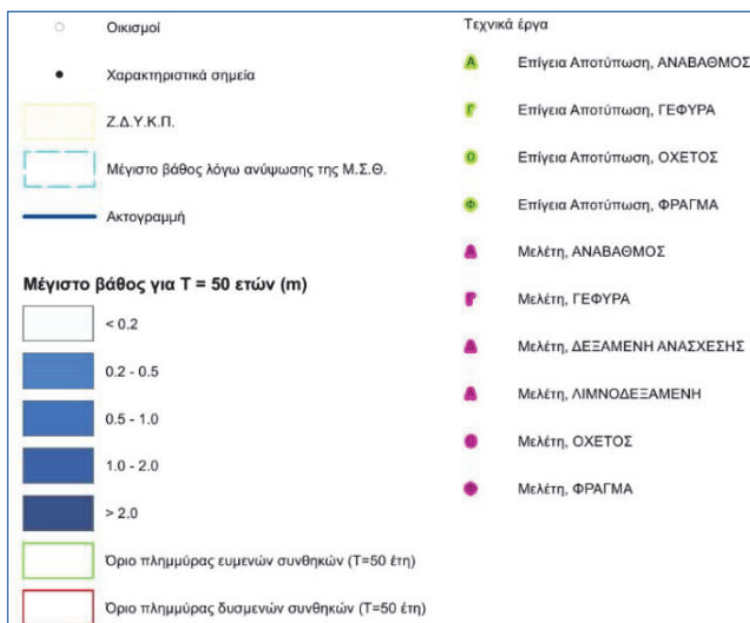 Οικισμοί
Χαρακτηριστικά σημεία
Ζ.Δ.Υ.Κ.Π.
Μέγιστο βάθος λόγω ανύψωσης της Μ.Σ.Θ.
Ακτογραμμή
Μέγιστο βάθος για Τ = 50 ετών (m)
< 0.2
0.2 - 0.5
0.5 - 1.0
1.0 - 2.0
> 2.0
Όριο πλημμύρας ευμενών συνθηκών (Τ=50 έτη)
Όριο πλημμύρας δυσμενών συνθηκών (Τ=50 έτη)
Τεχνικά έργα
Α Επίγεια Αποτύπωση, ΑΝΑΒΑΘΜΟΣ
Γ Επίγεια Αποτύπωση, ΓΕΦΥΡΑ
Ο Επίγεια Αποτύπωση, ΟΧΕΤΟΣ
Φ Επίγεια Αποτύπωση, ΦΡΑΓΜΑ
Α Μελέτη, ΑΝΑΒΑΘΜΟΣ
Γ Μελέτη, ΓΕΦΥΡΑ
Δ Μελέτη, ΔΕΞΑΜΕΝΗ ΑΝΑΣΧΕΣΗΣ
Λ Μελέτη, ΛΙΜΝΟΔΕΞΑΜΕΝΗ
Ο Μελέτη, ΟΧΕΤΟΣ
Φ Μελέτη, ΦΡΑΓΜΑ